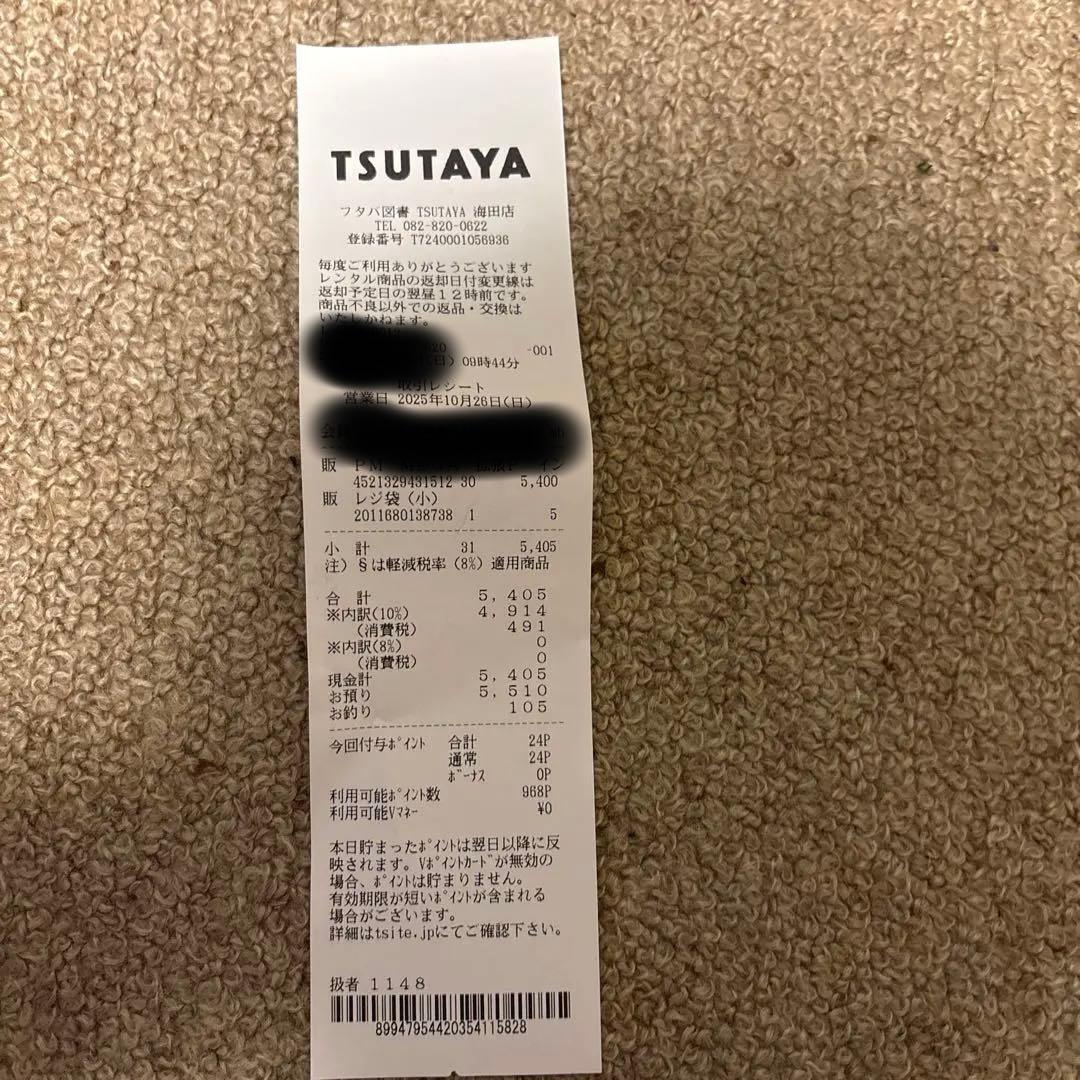 TSUTAYA
フタバ図書 TSUTAYA 海田店
TEL 082-820-0622
登録番号 T7240001056936
毎度ご利用ありがとうございます
レンタル商品の返却日付変更線は
返却予定日の翌昼12時前です。
商品不良以外での返品・交換は
いたしかねます。
20 -001
(日) 09時44分
取引レシート
営業日 2025年10月26日(日)
会
販 PM
4521329431512 30 5,400
販 レジ袋(小)
2011680138738 1 5
小 計 31 5,405
注)§は軽減税率(8%)適用商品
合 計 5,405
※内訳(10%) 4,914
(消費税) 491
※内訳(8%) 0
(消費税) 0
現金計 5,405
お預り 5,510
お釣り 105
今回付与ポイント 合計 24P
通常 24P
ボーナス 0P
利用可能ポイント数 968P
利用可能Vマネー ¥0
本日貯まったポイントは翌日以降に反
映されます。Vポイントカードが無効の
場合、ポイントは貯まりません。
有効期限が短いポイントが含まれる
場合がございます。
詳細はtsite.jpにてご確認下さい。
扱者 1148
89947954420354115828